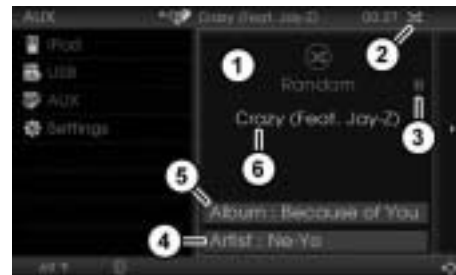 AUX Crazy (Feat. Jay-Z) 00:27
iPod
USB
AUX
Settings
1
2
Random
3
Crazy (Feat. Jay-Z)
6
5
Album : Because of You
4
Artist : Ne-Yo